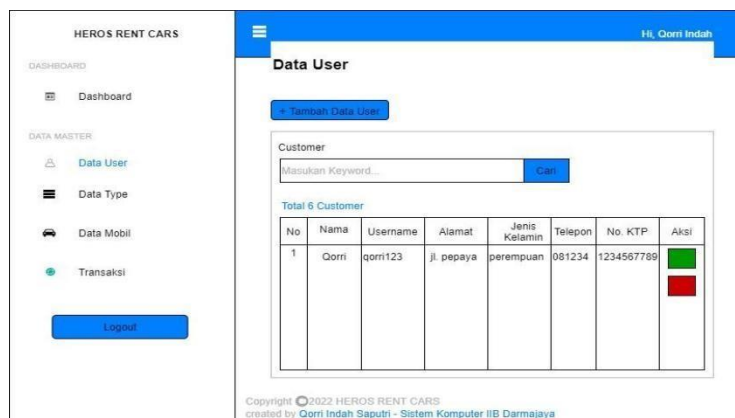 HEROS RENT CARS
DASHBOARD
Dashboard
DATA MASTER
Data User
Data Type
Data Mobil
Transaksi
Logout
Hi, Qorri Indah
Data User
+ Tambah Data User
Customer
Masukan Keyword...
Cari
Total 6 Customer
No Nama Username Alamat Jenis Kelamin Telepon No. KTP Aksi
1 Qorri qorri123 jl. pepaya perempuan 081234 1234567789
Copyright ©2022 HEROS RENT CARS
created by Qorri Indah Saputri - Sistem Komputer IIB Darmajaya